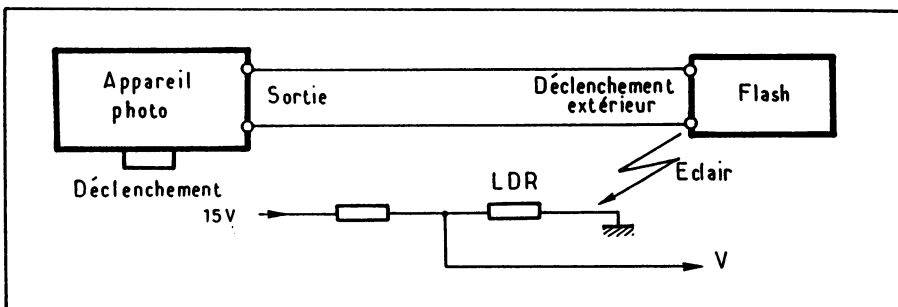 Appareil
photo
Sortie
Déclenchement
extérieur
Flash
Déclenchement
Eclair
LDR
15V
V